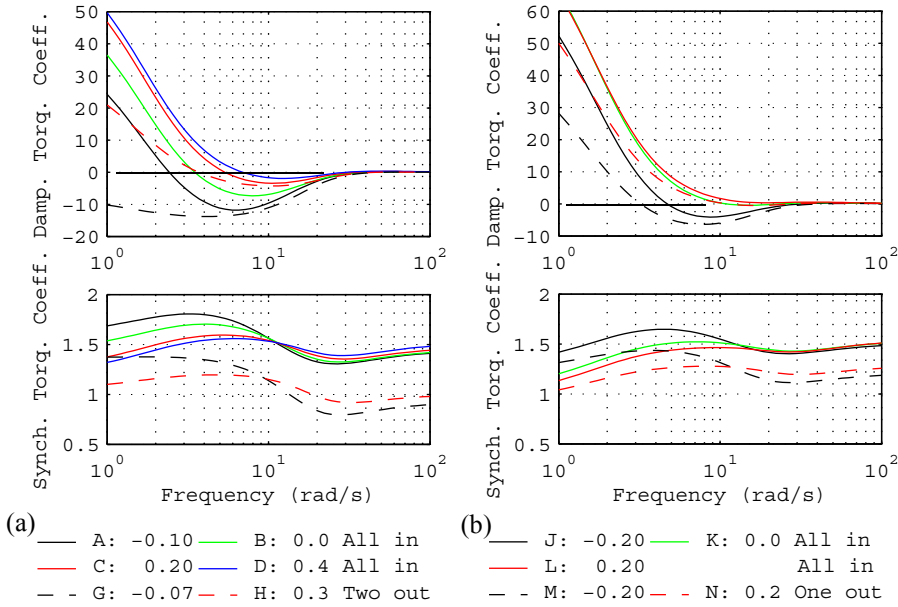 Damp. Torq. Coeff.
50
40
30
20
10
0
−10
−20
10^0
10^1
10^2
Synch. Torq. Coeff.
2
1.5
1
0.5
10^0
10^1
10^2
Frequency (rad/s)
(a)
A: −0.10 B: 0.0 All in
C: 0.20 D: 0.4 All in
G: −0.07 H: 0.3 Two out
Damp. Torq. Coeff.
60
50
40
30
20
10
0
−10
10^0
10^1
10^2
Synch. Torq. Coeff.
2
1.5
1
0.5
10^0
10^1
10^2
Frequency (rad/s)
(b)
J: −0.20 K: 0.0 All in
L: 0.20 All in
M: −0.20 N: 0.2 One out